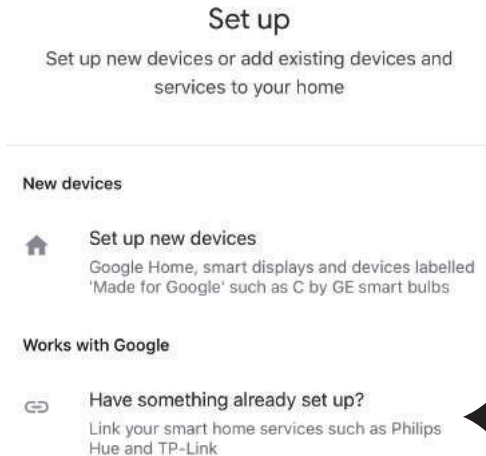 Set up
Set up new devices or add existing devices and
services to your home
New devices
Set up new devices
Google Home, smart displays and devices labelled
'Made for Google' such as C by GE smart bulbs
Works with Google
Have something already set up?
Link your smart home services such as Philips
Hue and TP-Link